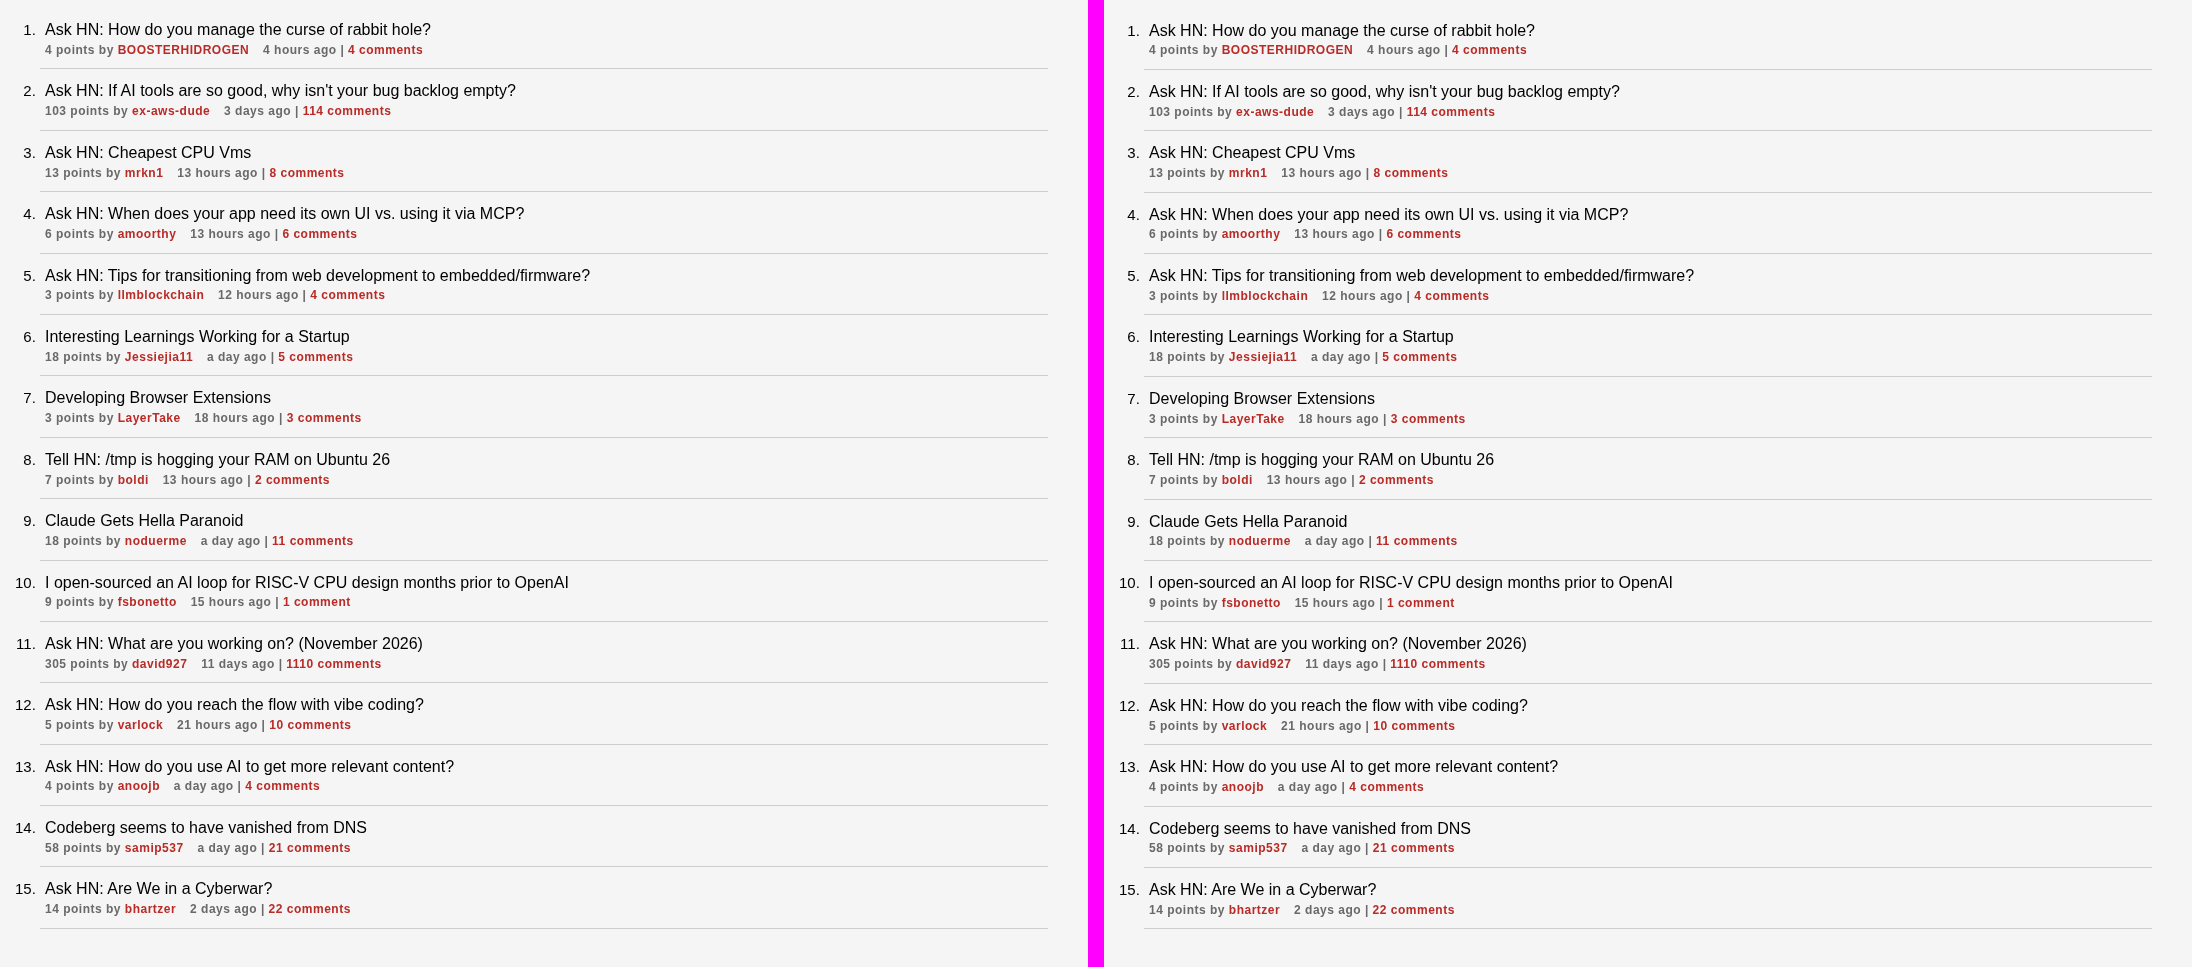 1. Ask HN: How do you manage the curse of rabbit hole?
4 points by BOOSTERHIDROGEN 4 hours ago | 4 comments
2. Ask HN: If AI tools are so good, why isn't your bug backlog empty?
103 points by ex-aws-dude 3 days ago | 114 comments
3. Ask HN: Cheapest CPU Vms
13 points by mrkn1 13 hours ago | 8 comments
4. Ask HN: When does your app need its own UI vs. using it via MCP?
6 points by amoorthy 13 hours ago | 6 comments
5. Ask HN: Tips for transitioning from web development to embedded/firmware?
3 points by llmblockchain 12 hours ago | 4 comments
6. Interesting Learnings Working for a Startup
18 points by Jessiejia11 a day ago | 5 comments
7. Developing Browser Extensions
3 points by LayerTake 18 hours ago | 3 comments
8. Tell HN: /tmp is hogging your RAM on Ubuntu 26
7 points by boldi 13 hours ago | 2 comments
9. Claude Gets Hella Paranoid
18 points by noduerme a day ago | 11 comments
10. I open-sourced an AI loop for RISC-V CPU design months prior to OpenAI
9 points by fsbonetto 15 hours ago | 1 comment
11. Ask HN: What are you working on? (November 2026)
305 points by david927 11 days ago | 1110 comments
12. Ask HN: How do you reach the flow with vibe coding?
5 points by varlock 21 hours ago | 10 comments
13. Ask HN: How do you use AI to get more relevant content?
4 points by anoojb a day ago | 4 comments
14. Codeberg seems to have vanished from DNS
58 points by samip537 a day ago | 21 comments
15. Ask HN: Are We in a Cyberwar?
14 points by bhartzer 2 days ago | 22 comments
1. Ask HN: How do you manage the curse of rabbit hole?
4 points by BOOSTERHIDROGEN 4 hours ago | 4 comments
2. Ask HN: If AI tools are so good, why isn't your bug backlog empty?
103 points by ex-aws-dude 3 days ago | 114 comments
3. Ask HN: Cheapest CPU Vms
13 points by mrkn1 13 hours ago | 8 comments
4. Ask HN: When does your app need its own UI vs. using it via MCP?
6 points by amoorthy 13 hours ago | 6 comments
5. Ask HN: Tips for transitioning from web development to embedded/firmware?
3 points by llmblockchain 12 hours ago | 4 comments
6. Interesting Learnings Working for a Startup
18 points by Jessiejia11 a day ago | 5 comments
7. Developing Browser Extensions
3 points by LayerTake 18 hours ago | 3 comments
8. Tell HN: /tmp is hogging your RAM on Ubuntu 26
7 points by boldi 13 hours ago | 2 comments
9. Claude Gets Hella Paranoid
18 points by noduerme a day ago | 11 comments
10. I open-sourced an AI loop for RISC-V CPU design months prior to OpenAI
9 points by fsbonetto 15 hours ago | 1 comment
11. Ask HN: What are you working on? (November 2026)
305 points by david927 11 days ago | 1110 comments
12. Ask HN: How do you reach the flow with vibe coding?
5 points by varlock 21 hours ago | 10 comments
13. Ask HN: How do you use AI to get more relevant content?
4 points by anoojb a day ago | 4 comments
14. Codeberg seems to have vanished from DNS
58 points by samip537 a day ago | 21 comments
15. Ask HN: Are We in a Cyberwar?
14 points by bhartzer 2 days ago | 22 comments